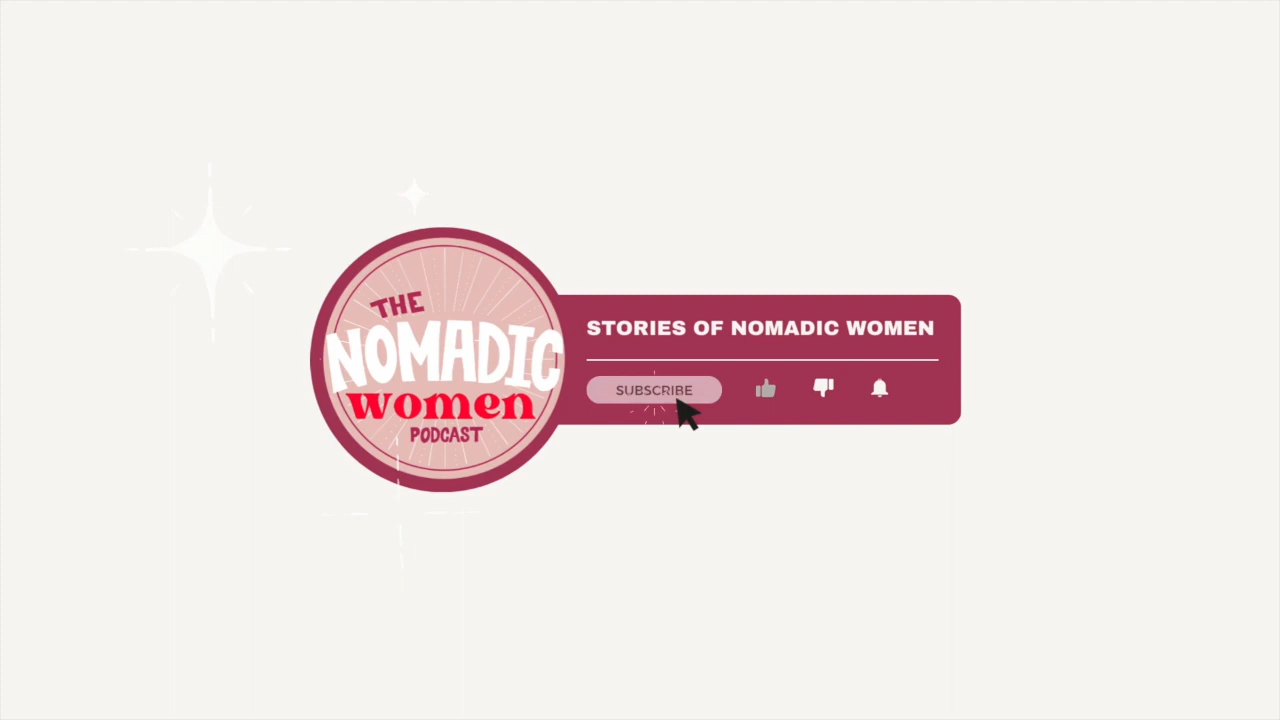 THE
NOMADIC
women
PODCAST
STORIES OF NOMADIC WOMEN
SUBSCRIBE